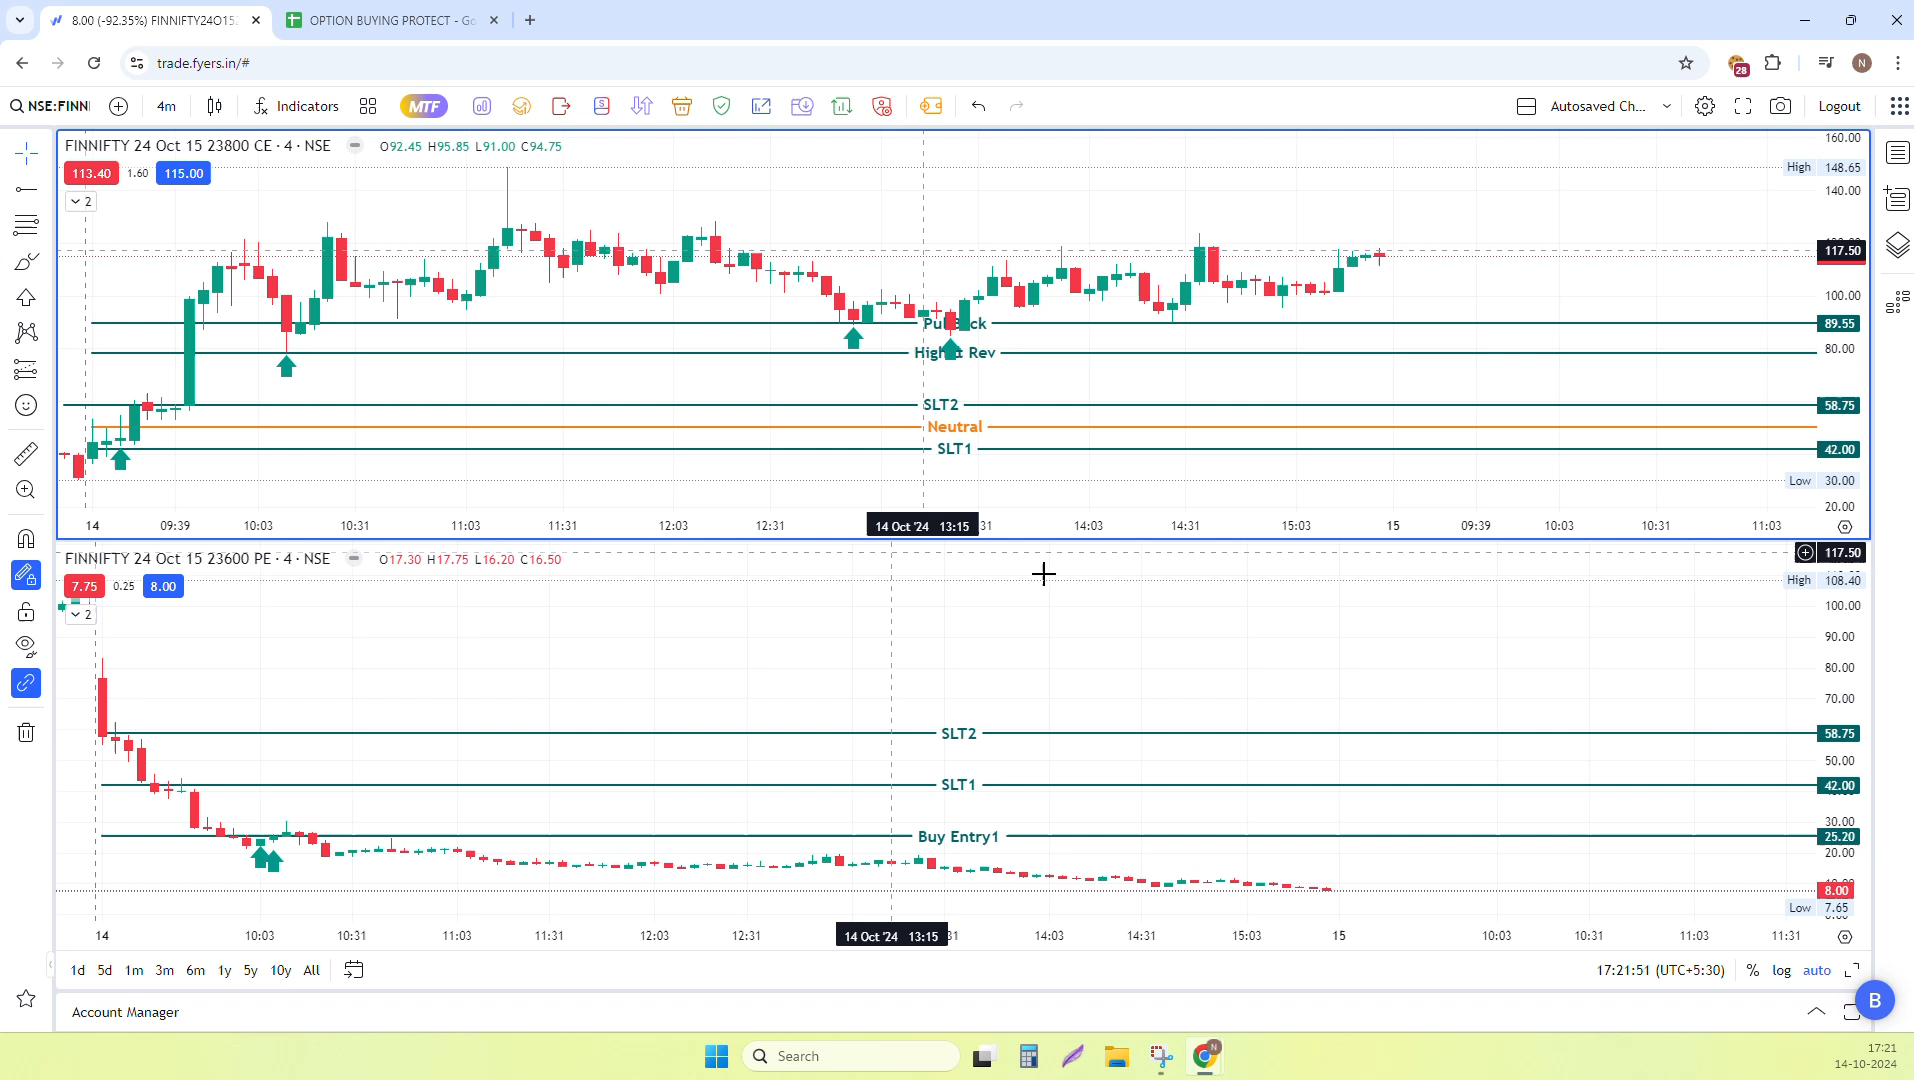 8.00 (-92.35%) FINNIFTY24O15
OPTION BUYING PROTECT - Go
trade.fyers.in/#
28
N
NSE:FINNI
4m
Indicators
MTF
Autosaved Ch...
Logout
FINNIFTY 24 Oct 15 23800 CE · 4 · NSE
O92.45 H95.85 L91.00 C94.75
113.40 1.60 115.00
2
160.00
High 148.65
140.00
117.50
100.00
Pullback 89.55
Highest Rev
80.00
SLT2 58.75
Neutral
SLT1 42.00
Low 30.00
20.00
14 09:39 10:03 10:31 11:03 11:31 12:03 12:31 14 Oct '24 13:15 31 14:03 14:31 15:03 15 09:39 10:03 10:31 11:03
FINNIFTY 24 Oct 15 23600 PE · 4 · NSE
O17.30 H17.75 L16.20 C16.50
117.50
7.75 0.25 8.00
High 108.40
2
100.00
90.00
80.00
70.00
SLT2 58.75
50.00
SLT1 42.00
30.00
Buy Entry1 25.20
20.00
8.00
Low 7.65
14 10:03 10:31 11:03 11:31 12:03 12:31 14 Oct '24 13:15 31 14:03 14:31 15:03 15 10:03 10:31 11:03 11:31
1d 5d 1m 3m 6m 1y 5y 10y All
17:21:51 (UTC+5:30) % log auto
B
Account Manager
Search
N
17:21
14-10-2024